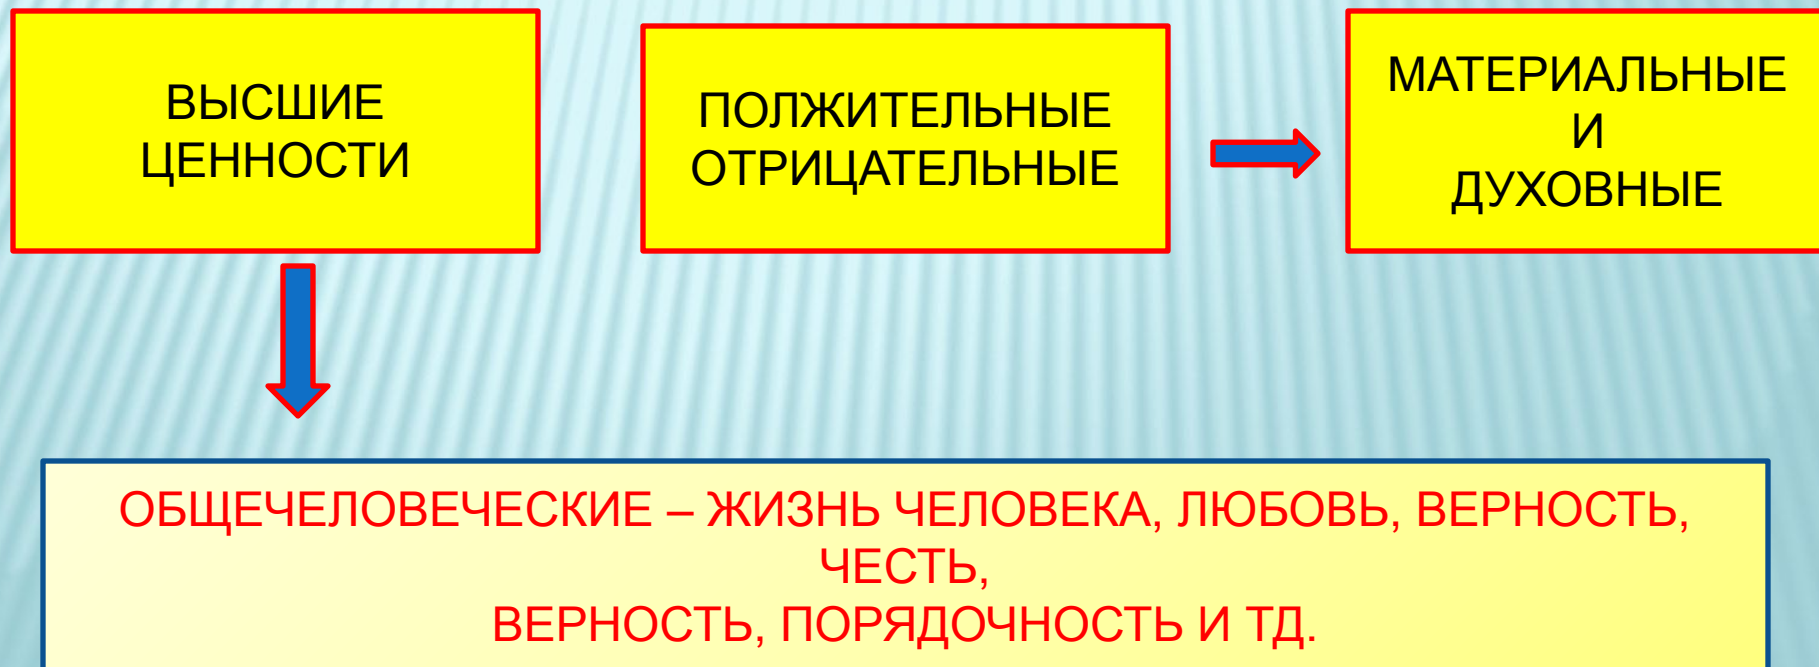 ВЫСШИЕ
ЦЕННОСТИ
ПОЛЖИТЕЛЬНЫЕ
ОТРИЦАТЕЛЬНЫЕ
МАТЕРИАЛЬНЫЕ
И
ДУХОВНЫЕ
ОБЩЕЧЕЛОВЕЧЕСКИЕ – ЖИЗНЬ ЧЕЛОВЕКА, ЛЮБОВЬ, ВЕРНОСТЬ,
ЧЕСТЬ,
ВЕРНОСТЬ, ПОРЯДОЧНОСТЬ И ТД.